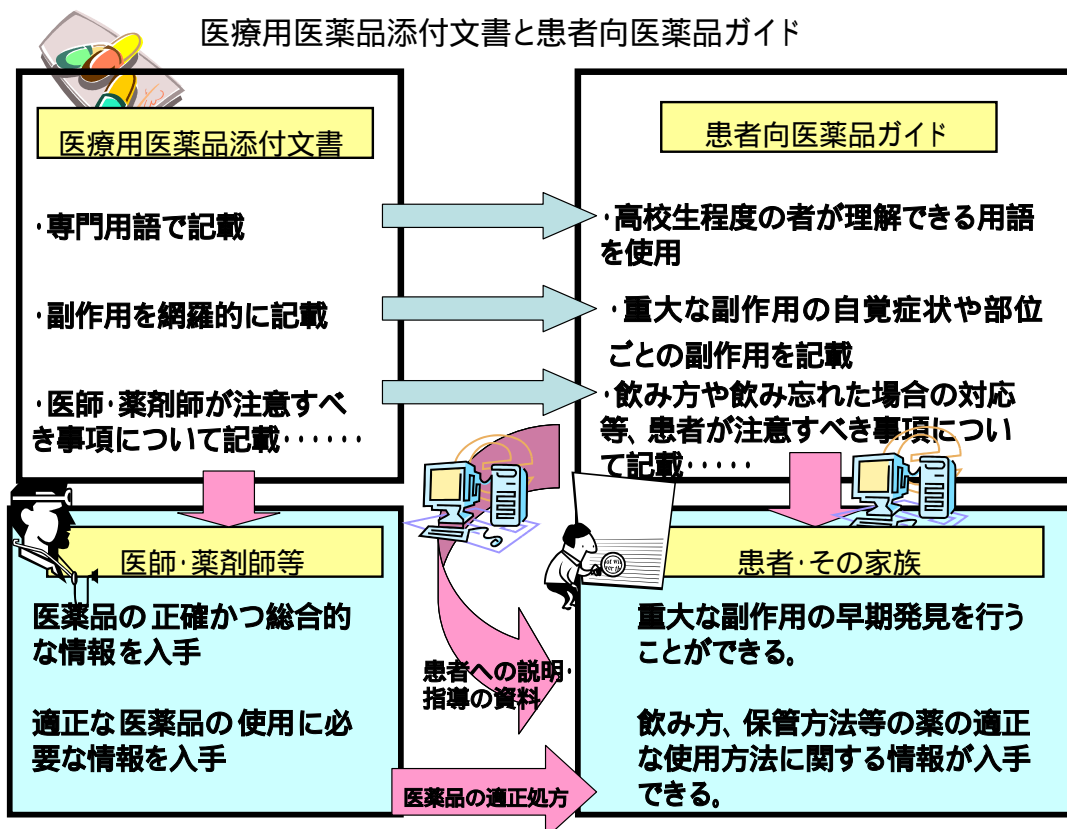 医療用医薬品添付文書と患者向医薬品ガイド
医療用医薬品添付文書
・専門用語で記載
・副作用を網羅的に記載
・医師・薬剤師が注意すべ
き事項について記載・・・・・・
患者向医薬品ガイド
・高校生程度の者が理解できる用語
を使用
・重大な副作用の自覚症状や部位
ごとの副作用を記載
・飲み方や飲み忘れた場合の対応
等、患者が注意すべき事項につい
て記載・・・・・
医師・薬剤師等
医薬品の正確かつ総合的
な情報を入手
適正な医薬品の使用に必
要な情報を入手
患者への説明・
指導の資料
医薬品の適正処方
患者・その家族
重大な副作用の早期発見を行う
ことができる。
飲み方、保管方法等の薬の適正
な使用方法に関する情報が入手
できる。